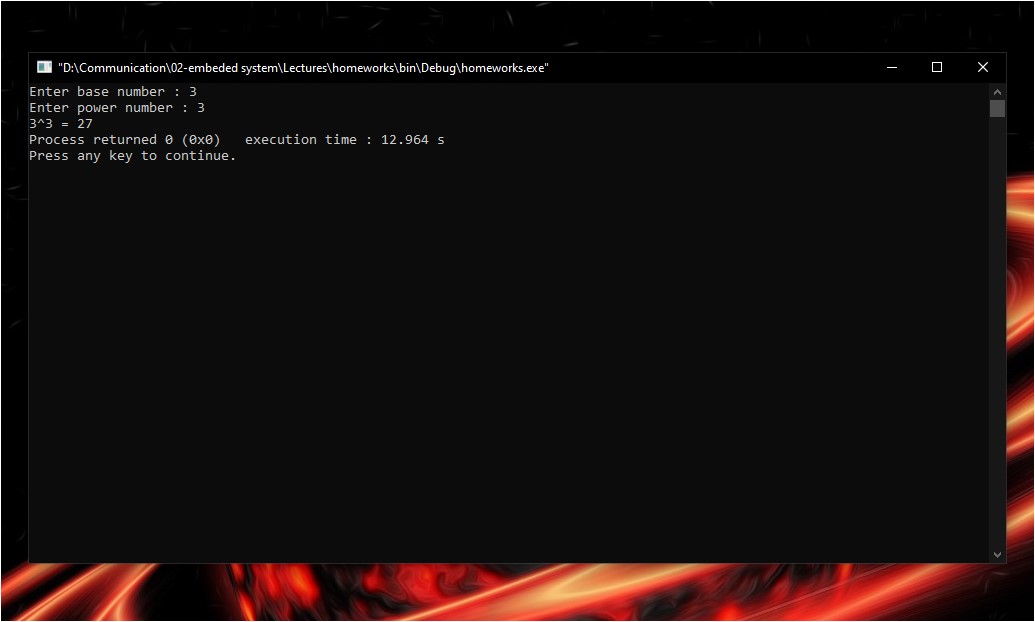 "D:\Communication\02-embeded system\Lectures\homeworks\bin\Debug\homeworks.exe"
Enter base number : 3
Enter power number : 3
3^3 = 27
Process returned 0 (0x0)   execution time : 12.964 s
Press any key to continue.